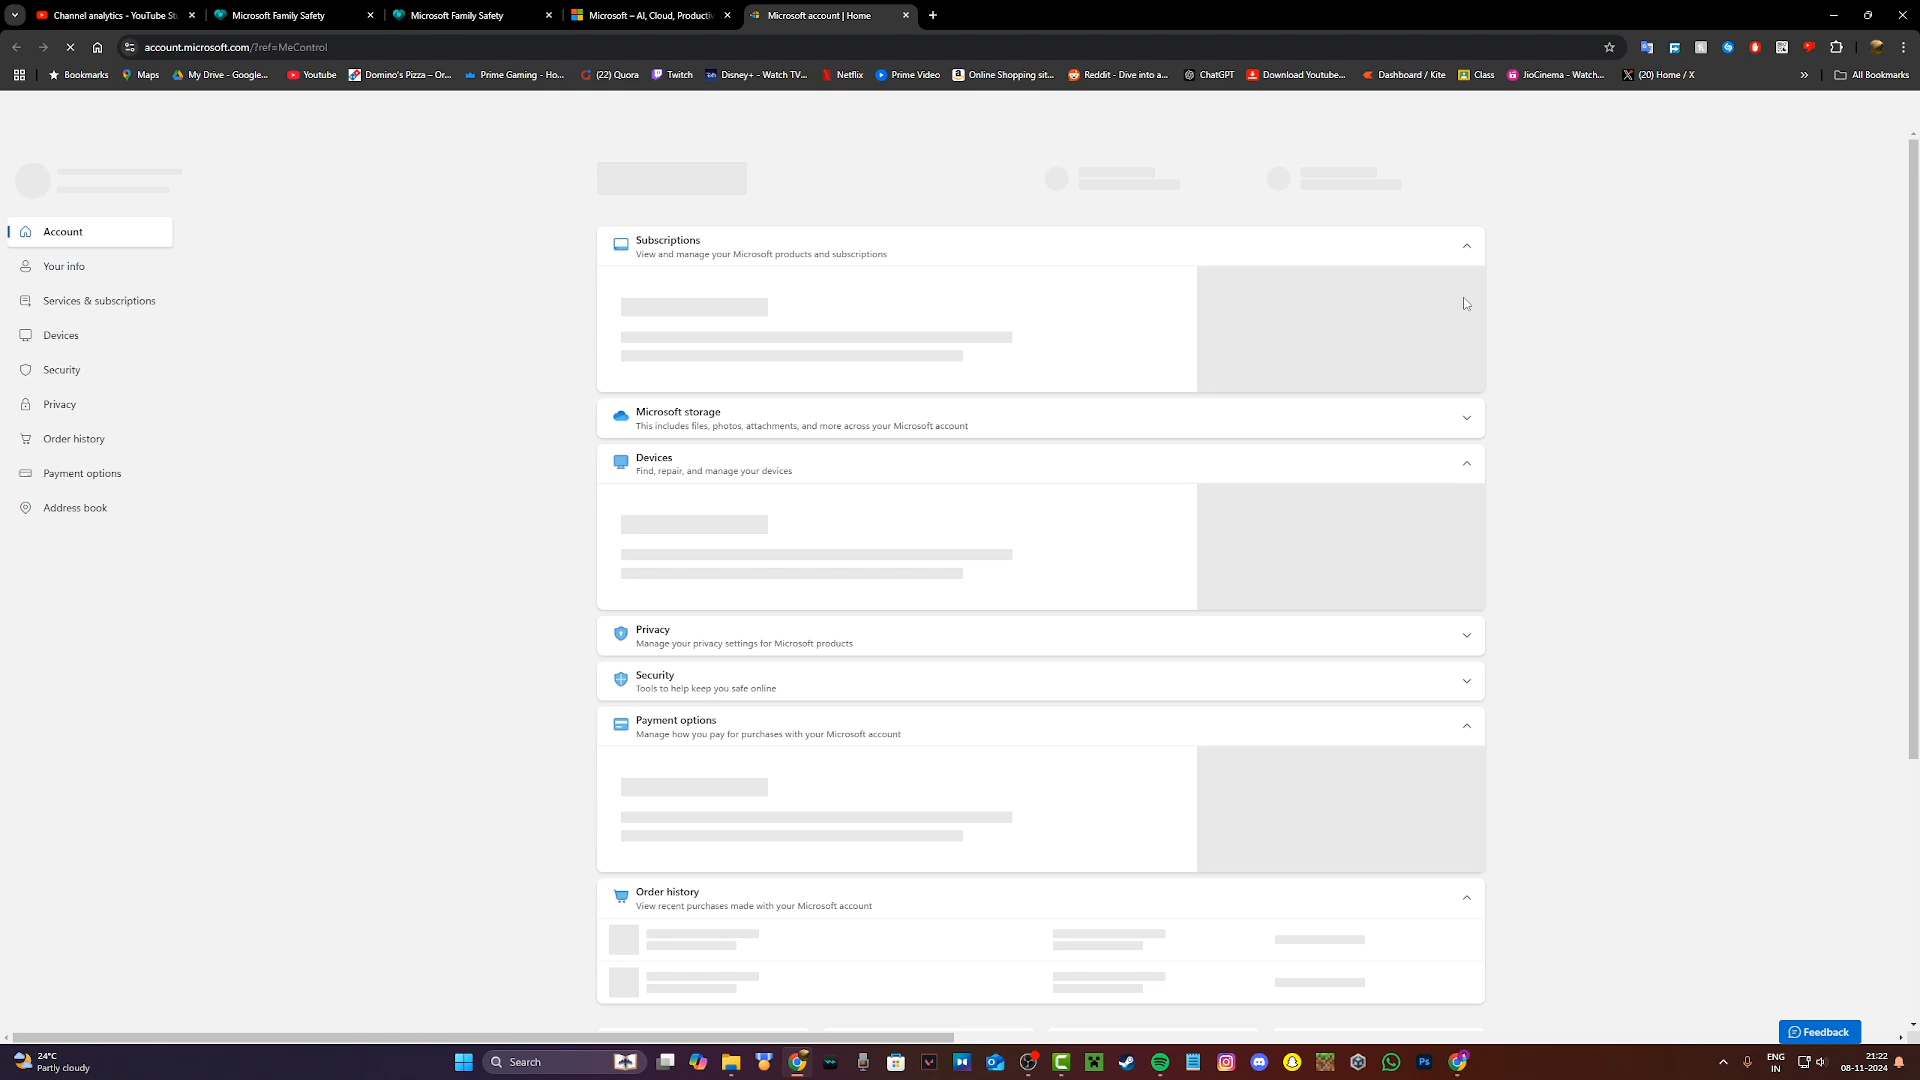 Channel analytics - YouTube St
Microsoft Family Safety
Microsoft Family Safety
Microsoft – AI, Cloud, Productiv
Microsoft account | Home
account.microsoft.com/?ref=MeControl
Bookmarks
Maps
My Drive - Google...
Youtube
Domino's Pizza – Or...
Prime Gaming - Ho...
(22) Quora
Twitch
Disney+ - Watch TV...
Netflix
Prime Video
Online Shopping sit...
Reddit - Dive into a...
ChatGPT
Download Youtube...
Dashboard / Kite
Class
JioCinema - Watch...
(20) Home / X
All Bookmarks
Account
Your info
Services & subscriptions
Devices
Security
Privacy
Order history
Payment options
Address book
Subscriptions
View and manage your Microsoft products and subscriptions
Microsoft storage
This includes files, photos, attachments, and more across your Microsoft account
Devices
Find, repair, and manage your devices
Privacy
Manage your privacy settings for Microsoft products
Security
Tools to help keep you safe online
Payment options
Manage how you pay for purchases with your Microsoft account
Order history
View recent purchases made with your Microsoft account
Feedback
24°C
Partly cloudy
Search
ENG
IN
21:22
08-11-2024